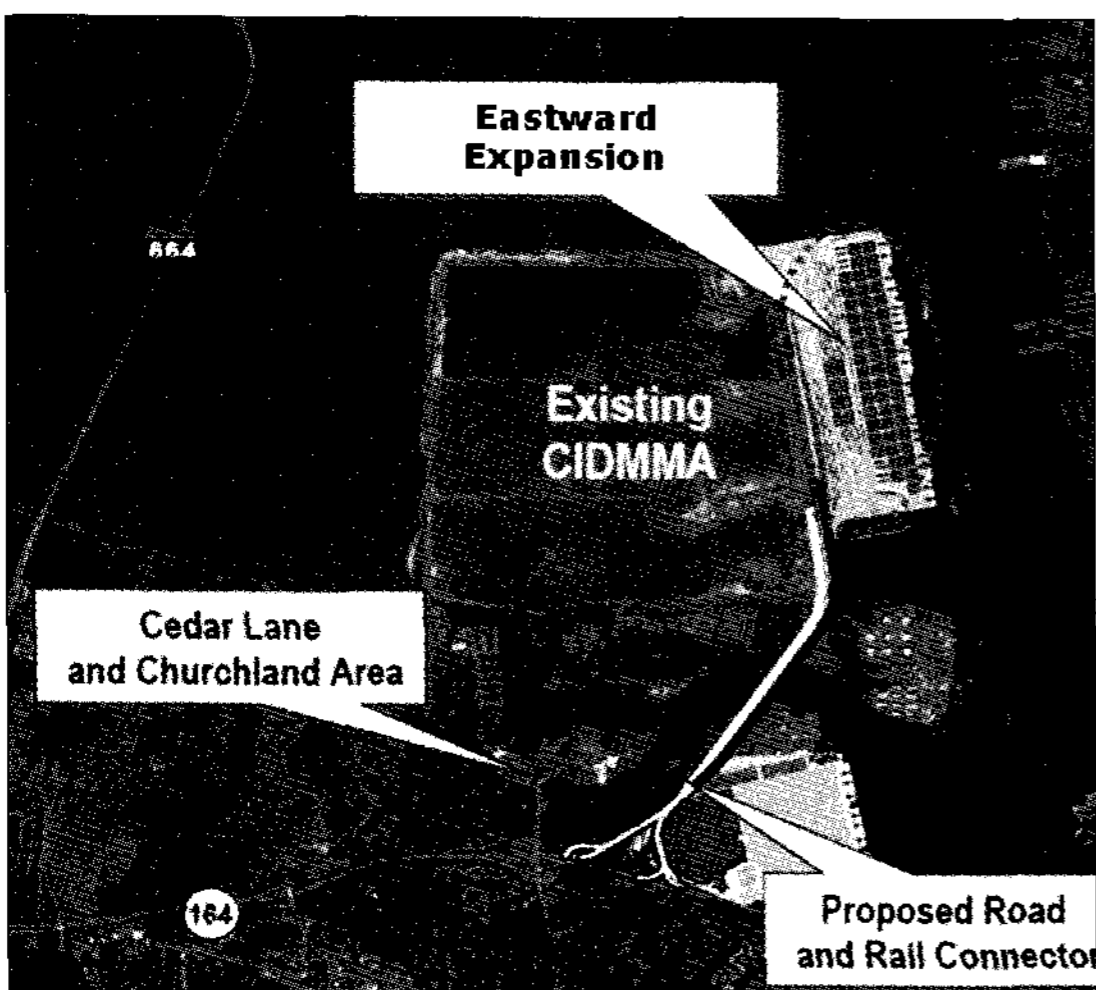 Eastward
Expansion
664
Existing
CIDMMA
Cedar Lane
and Churchland Area
164
Proposed Road
and Rail Connector